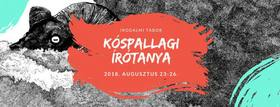 IRODALMI TÁBOR
KÓSPALLAGI
ÍRÓTANYA
2018. AUGUSZTUS 23-26.